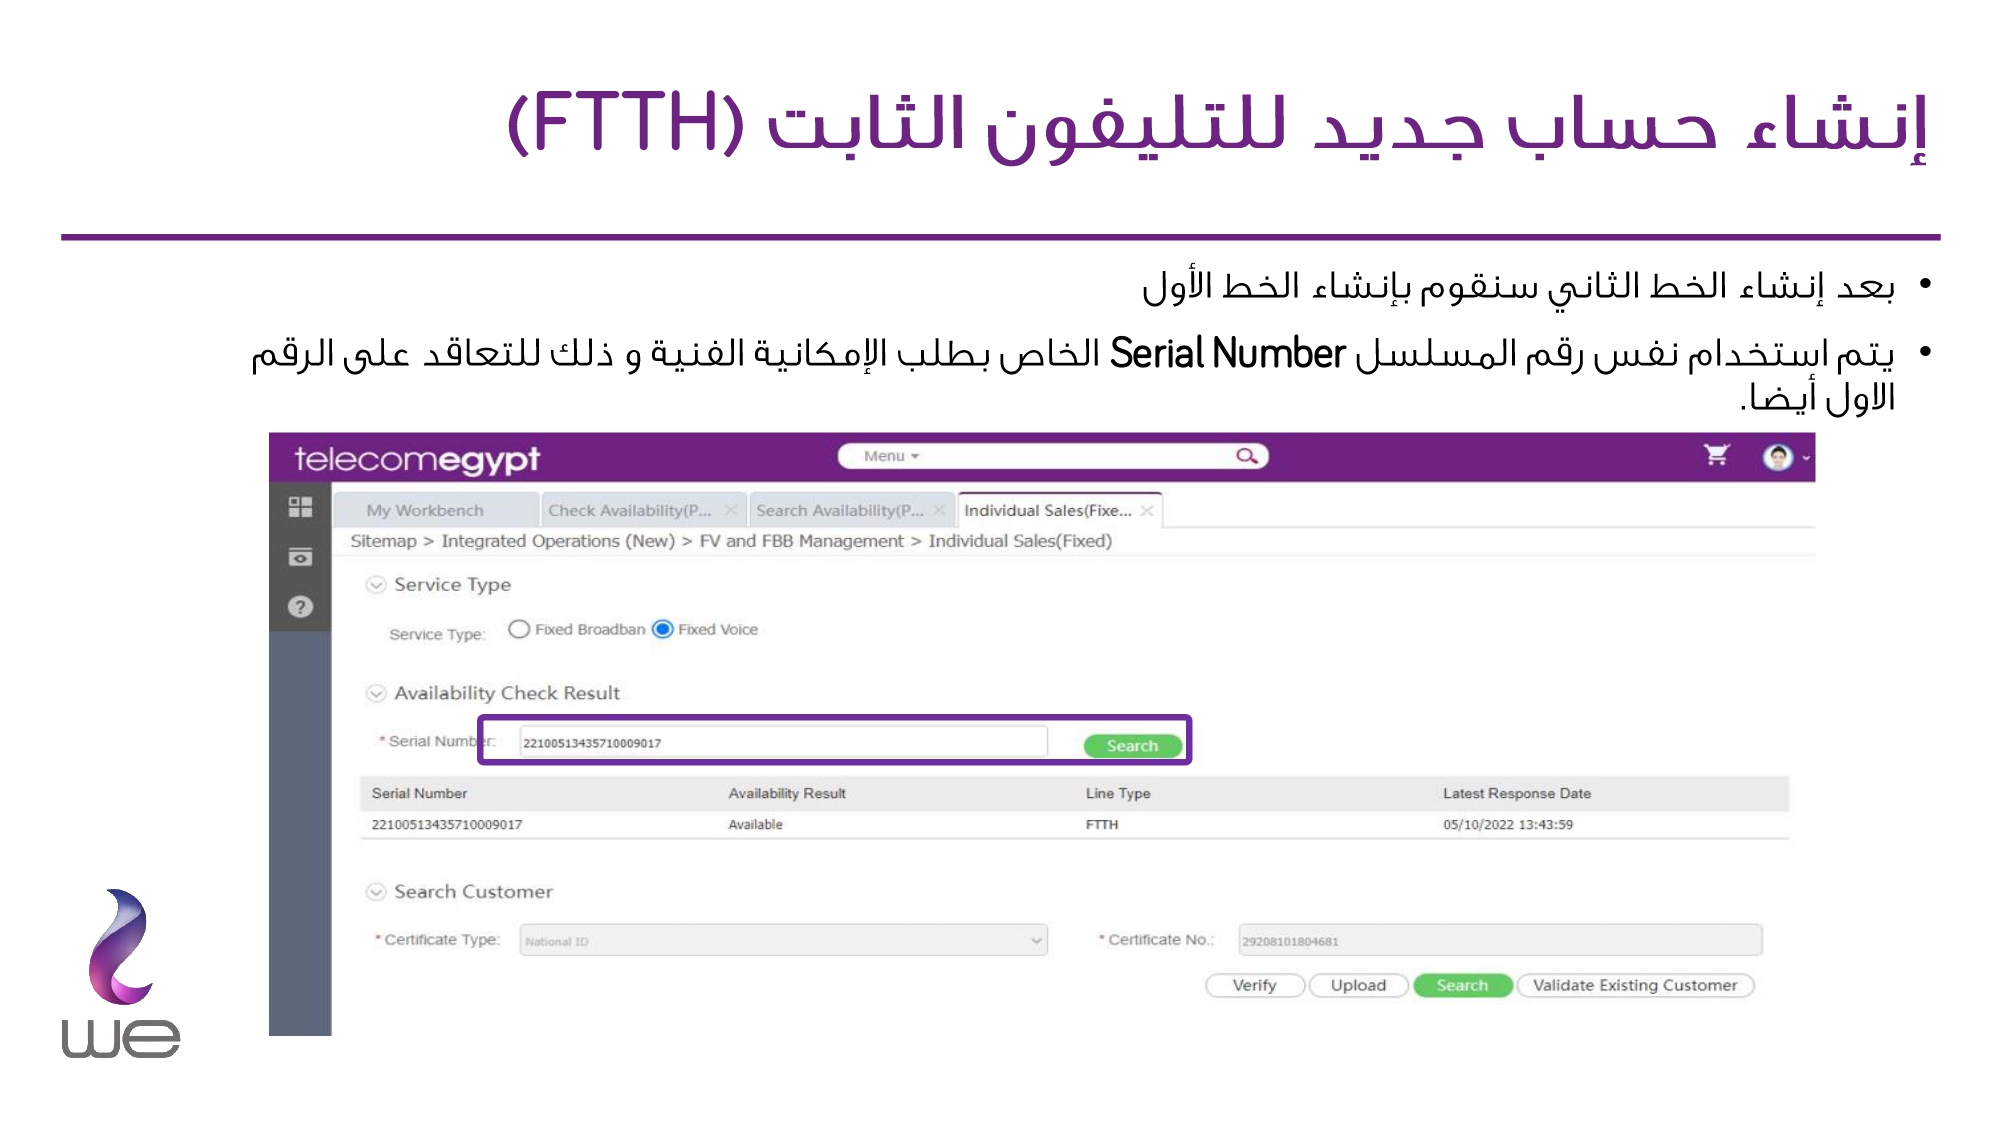 إنشاء حساب جديد للتليفون الثابت (FTTH)
• بعد إنشاء الخط الثاني سنقوم بإنشاء الخط الأول
• يتم استخدام نفس رقم المسلسل Serial Number الخاص بطلب الإمكانية الفنية و ذلك للتعاقد على الرقم
الاول أيضا.
telecomegypt Menu
My Workbench Check Availability(P... Search Availability(P... Individual Sales(Fixe...
Sitemap > Integrated Operations (New) > FV and FBB Management > Individual Sales(Fixed)
Service Type
Service Type: Fixed Broadban Fixed Voice
Availability Check Result
* Serial Number: 22100513435710009017 Search
Serial Number Availability Result Line Type Latest Response Date
22100513435710009017 Available FTTH 05/10/2022 13:43:59
Search Customer
* Certificate Type: National ID * Certificate No.: 29208101804681
Verify Upload Search Validate Existing Customer
we